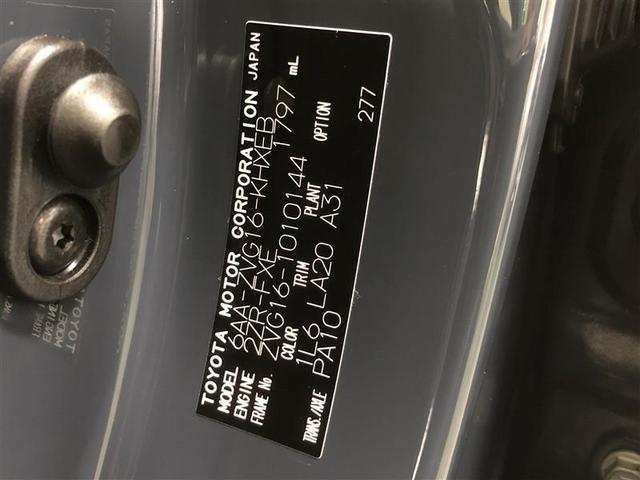 TOYOTA MOTOR CORPORATION JAPAN
MODEL 6AA-ZVG16-KHXEB
ENGINE 2ZR-FXE 1797 mL
FRAME No. ZVG16-1010144
COLOR TRIM PLANT OPTION
1L6 LA20 A31
TRANS./AXLE PA10 277